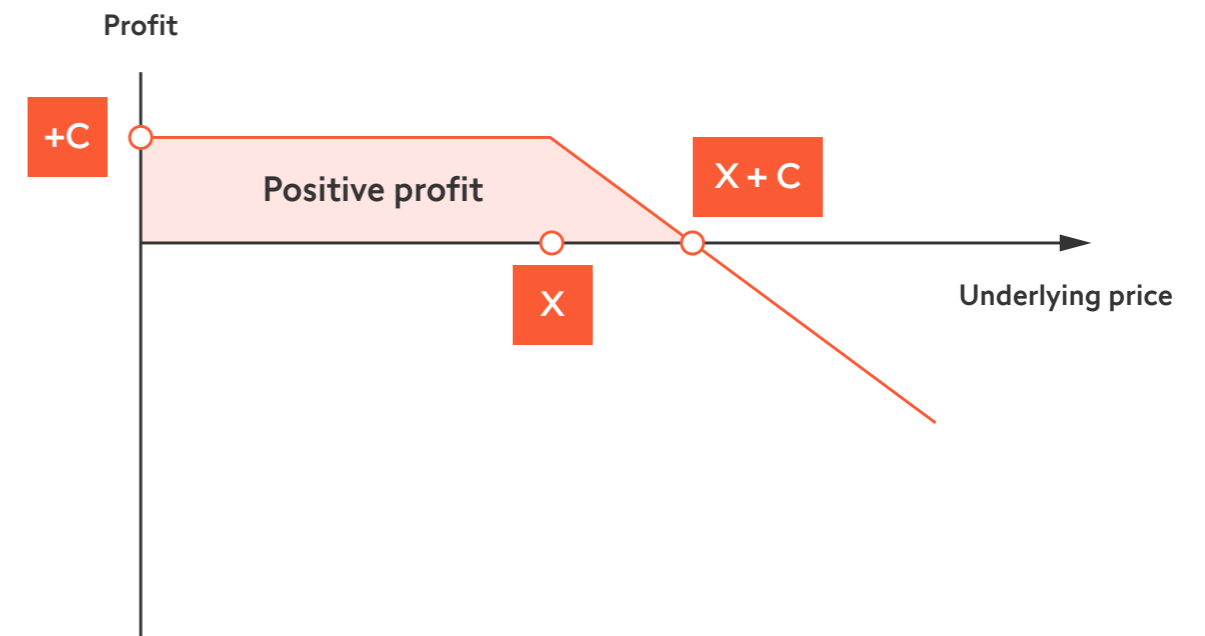 Profit
+C
Positive profit
X + C
X
Underlying price